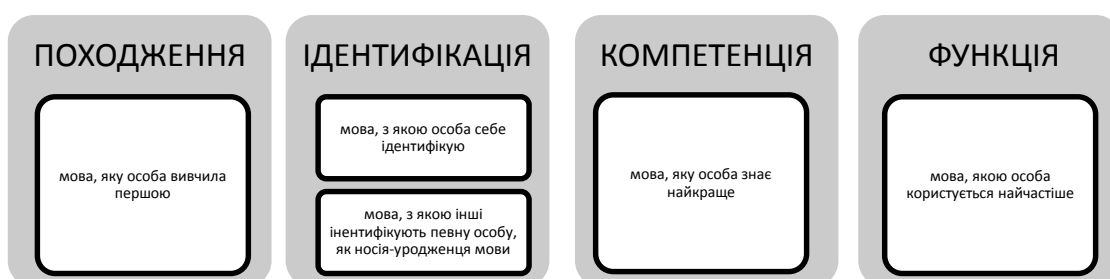 ПОХОДЖЕННЯ
мова, яку особа вивчила
першою
ІДЕНТИФІКАЦІЯ
мова, з якою особа себе
ідентифікую
мова, з якою інші
інентифікують певну особу,
як носія-уродженця мови
КОМПЕТЕНЦІЯ
мова, яку особа знає
найкраще
ФУНКЦІЯ
мова, якою особа
користується найчастіше